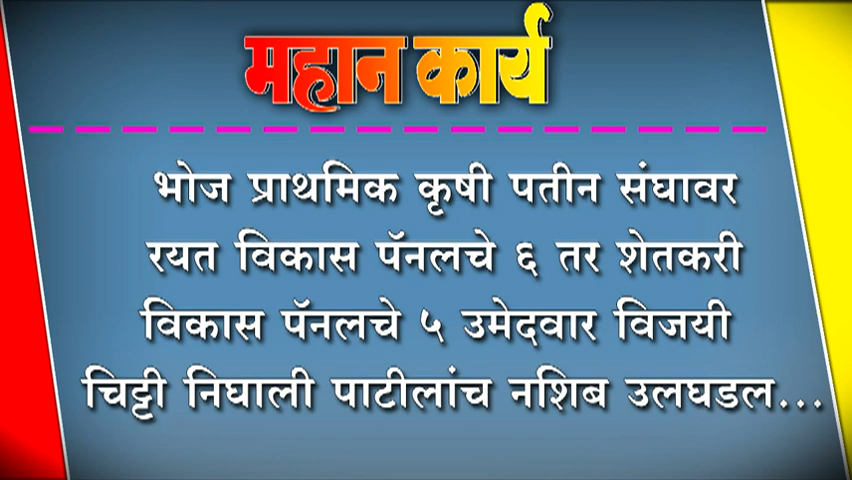 महान कार्य
भोज प्राथमिक कृषी पतीन संघावर
रयत विकास पॅनलचे ६ तर शेतकरी
विकास पॅनलचे ५ उमेदवार विजयी
चिट्टी निघाली पाटीलांच नशिब उलघडल...